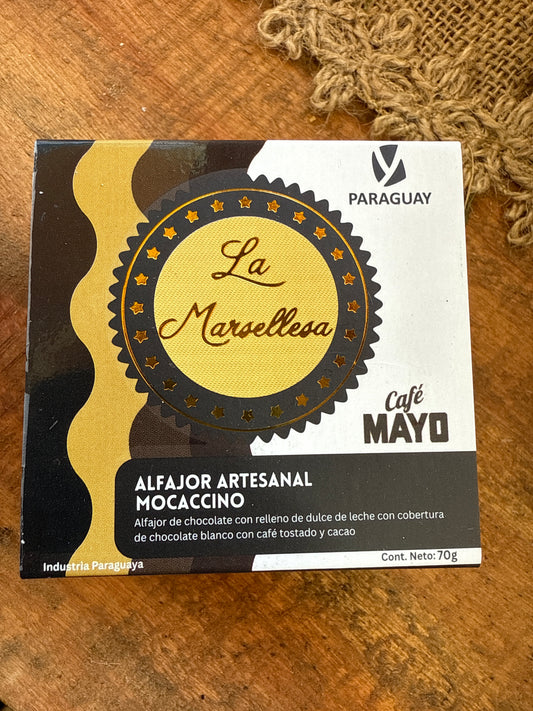 PARAGUAY
La
Marsellesa
Café
MAYO
ALFAJOR ARTESANAL
MOCACCINO
Alfajor de chocolate con relleno de dulce de leche con cobertura
de chocolate blanco con café tostado y cacao
Industria Paraguaya
Cont. Neto: 70g